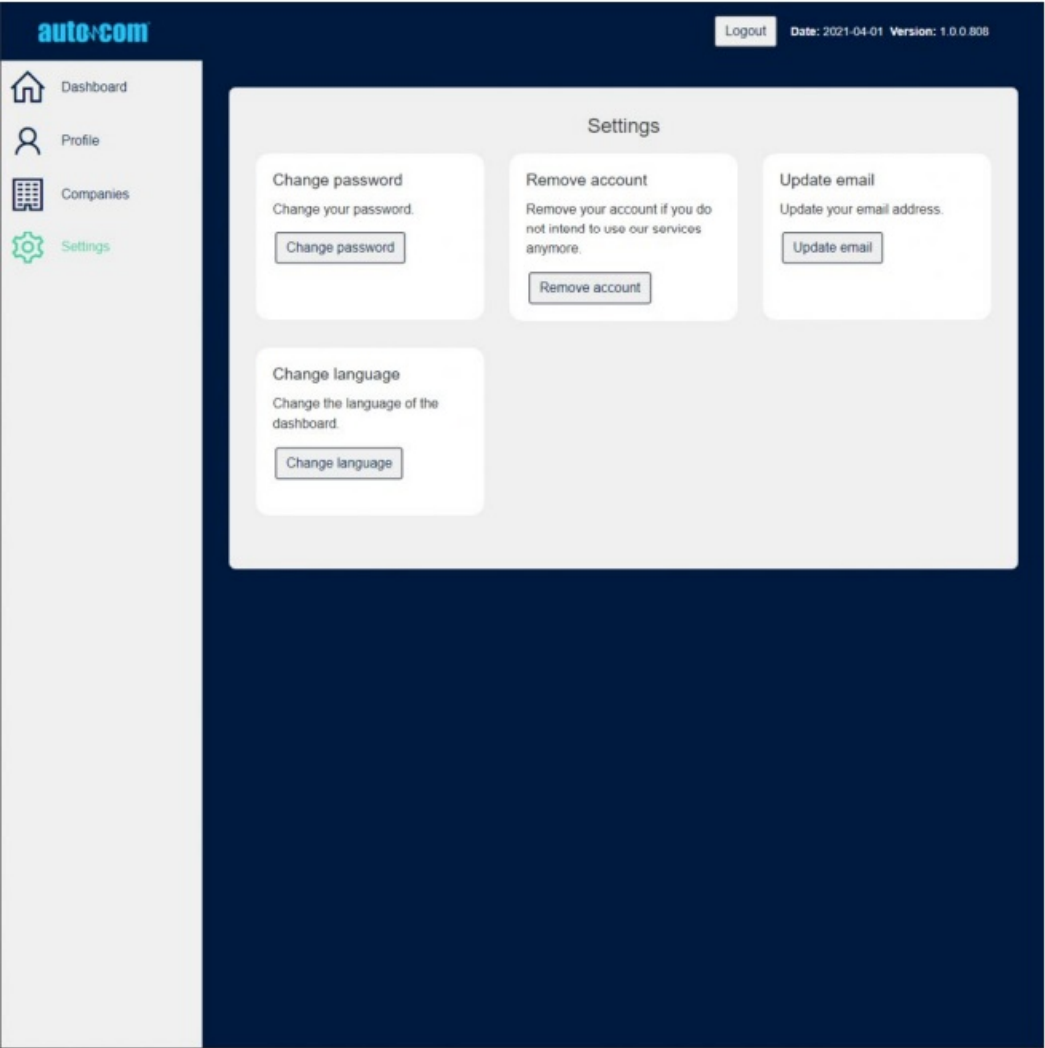 auto com
Logout Date: 2021-04-01 Version: 1.0.0.808
Dashboard
Profile
Companies
Settings
Settings
Change password
Change your password.
Change password
Remove account
Remove your account if you do
not intend to use our services
anymore.
Remove account
Update email
Update your email address.
Update email
Change language
Change the language of the
dashboard.
Change language